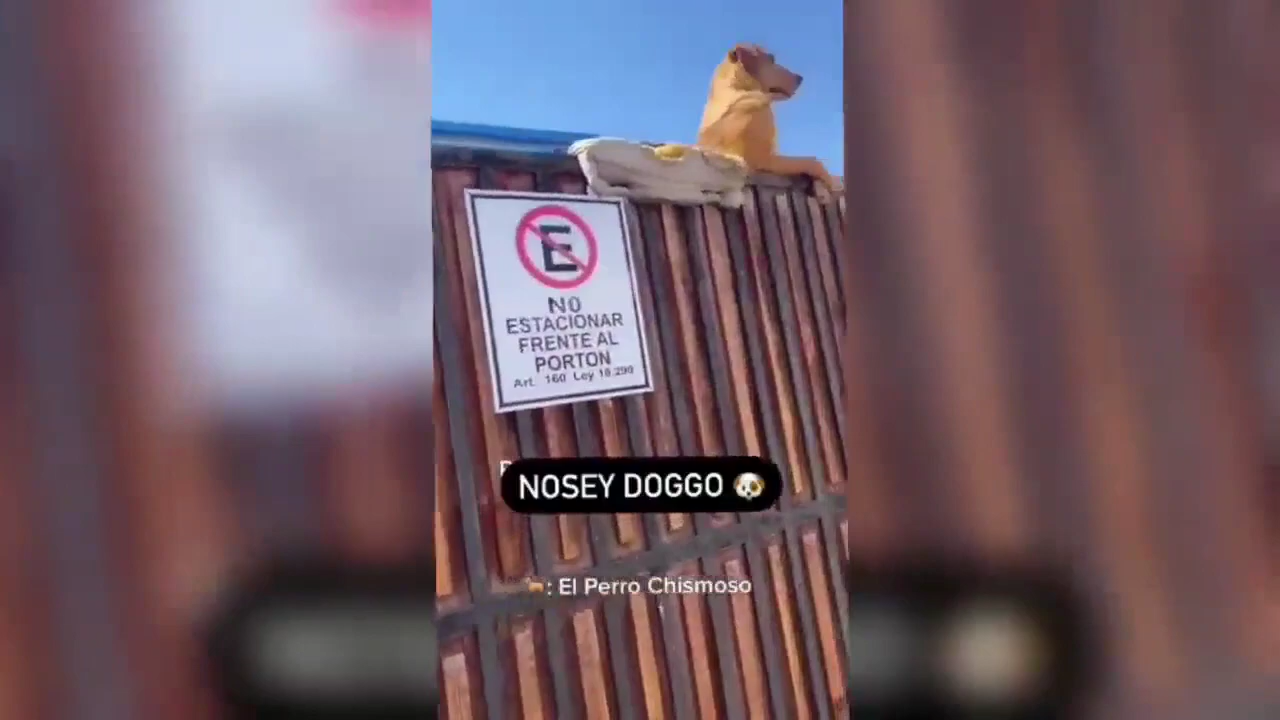 E
NO
ESTACIONAR
FRENTE AL
PORTON
Art. 160 Ley 18.290
NOSEY DOGGO
: El Perro Chismoso